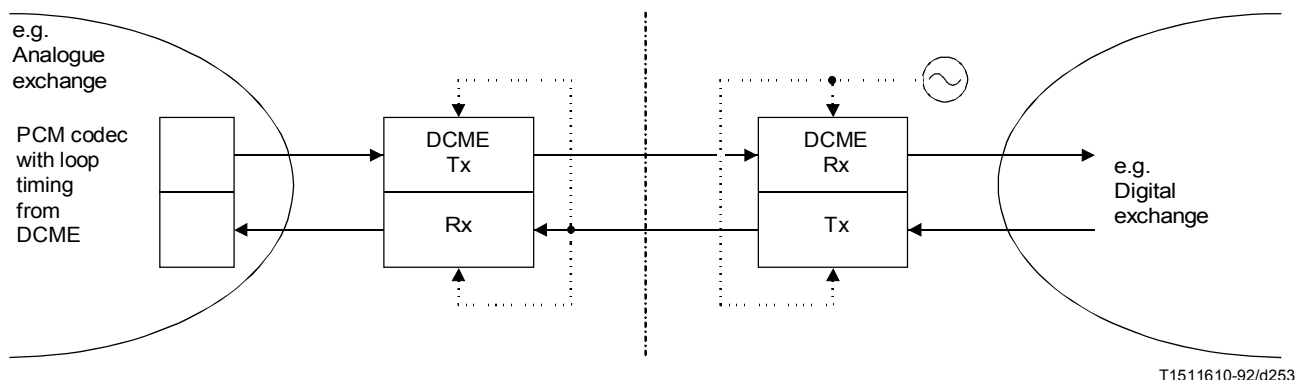 e.g.
Analogue
exchange
PCM codec
with loop
timing
from
DCME
DCME
Tx
Rx
DCME
Rx
Tx
e.g.
Digital
exchange
T1511610-92/d253